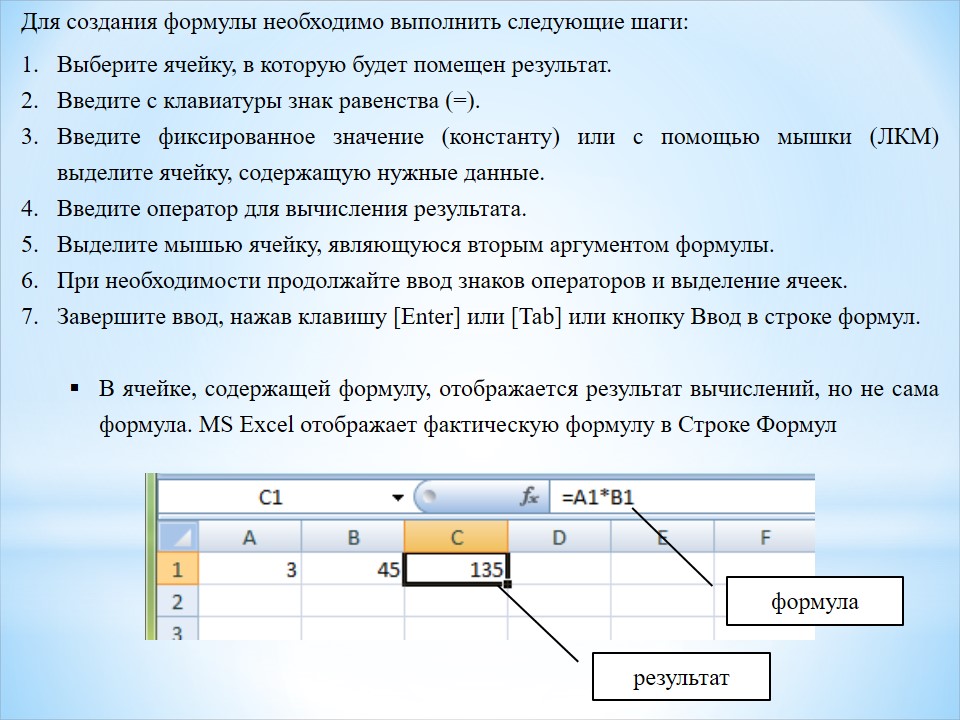 Для создания формулы необходимо выполнить следующие шаги:
1. Выберите ячейку, в которую будет помещен результат.
2. Введите с клавиатуры знак равенства (=).
3. Введите фиксированное значение (константу) или с помощью мышки (ЛКМ)
выделите ячейку, содержащую нужные данные.
4. Введите оператор для вычисления результата.
5. Выделите мышью ячейку, являющуюся вторым аргументом формулы.
6. При необходимости продолжайте ввод знаков операторов и выделение ячеек.
7. Завершите ввод, нажав клавишу [Enter] или [Tab] или кнопку Ввод в строке формул.
▪ В ячейке, содержащей формулу, отображается результат вычислений, но не сама
формула. MS Excel отображает фактическую формулу в Строке Формул
C1 fx =A1*B1
A B C D E F
1 3 45 135
2
3
формула
результат